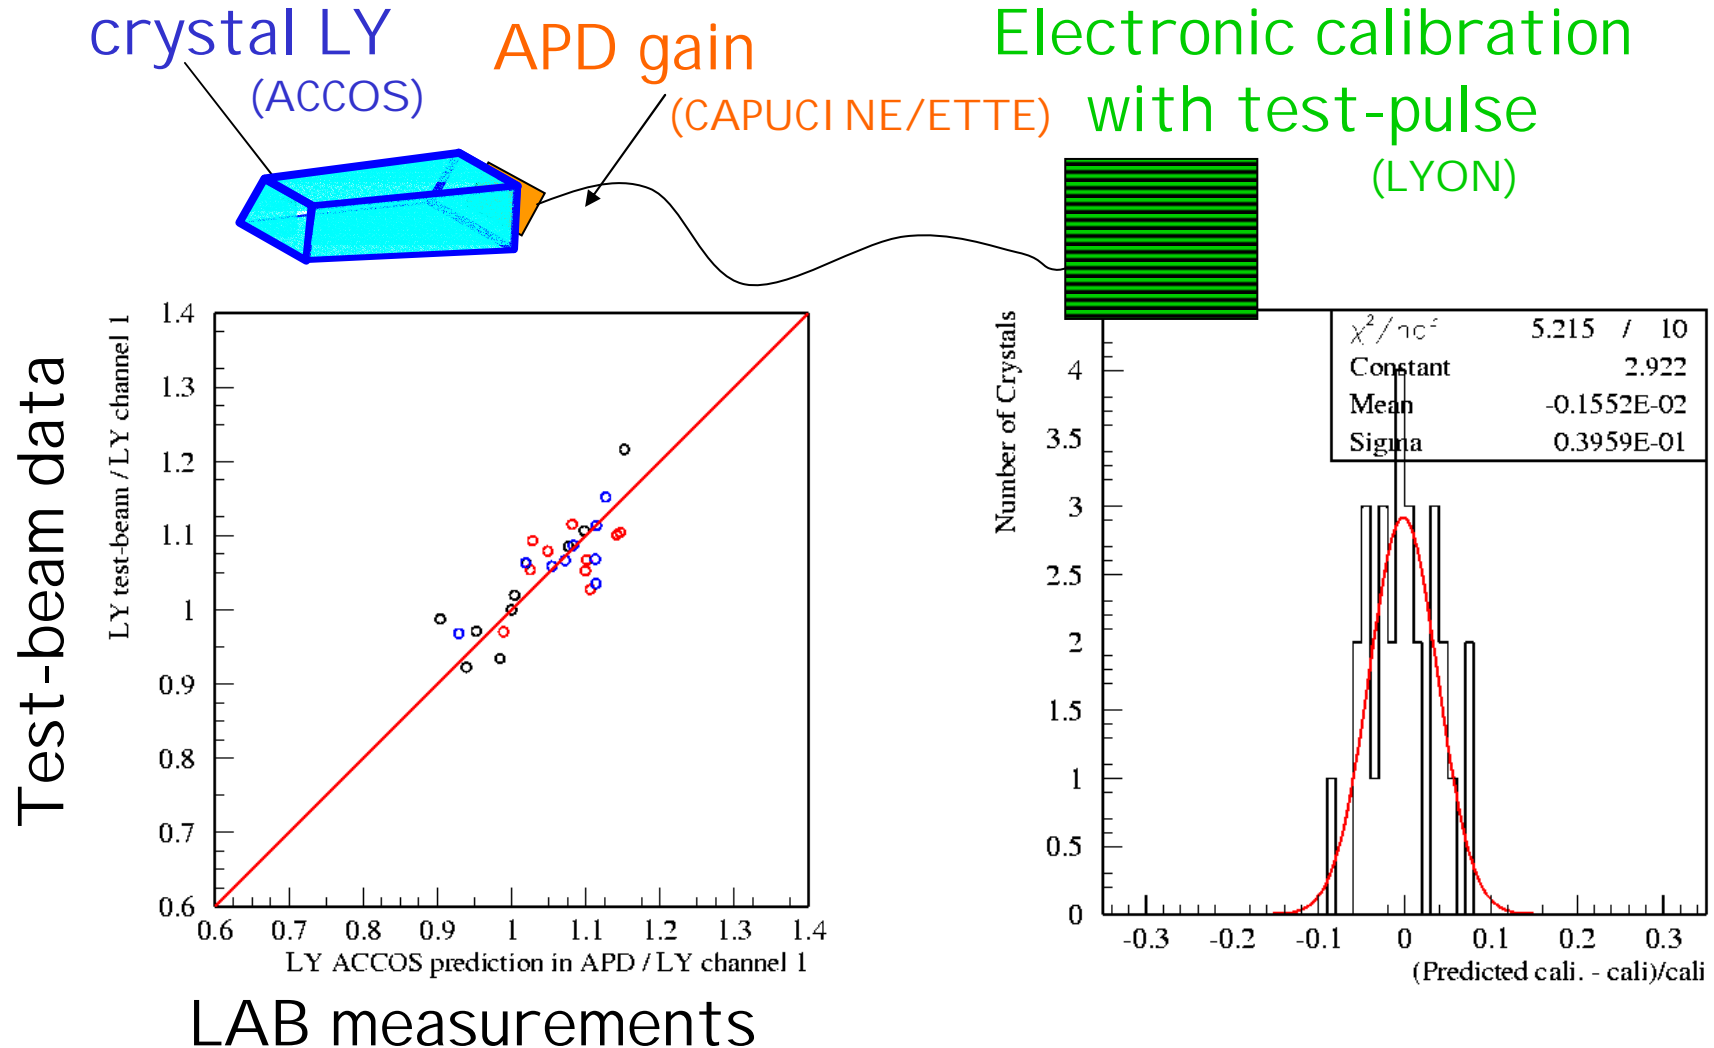 crystal LY
(ACCOS)
APD gain
(CAPUCINE/ETTE)
Electronic calibration
with test-pulse
(LYON)
Test-beam data
LY test-beam / LY channel 1
1.4
1.3
1.2
1.1
1
0.9
0.8
0.7
0.6
0.6 0.7 0.8 0.9 1 1.1 1.2 1.3 1.4
LY ACCOS prediction in APD / LY channel 1
LAB measurements
Number of Crystals
4
3.5
3
2.5
2
1.5
1
0.5
0
-0.3 -0.2 -0.1 0 0.1 0.2 0.3
(Predicted cali. - cali)/cali
5.215 / 10
Constant 2.922
Mean -0.1552E-02
Sigma 0.3959E-01